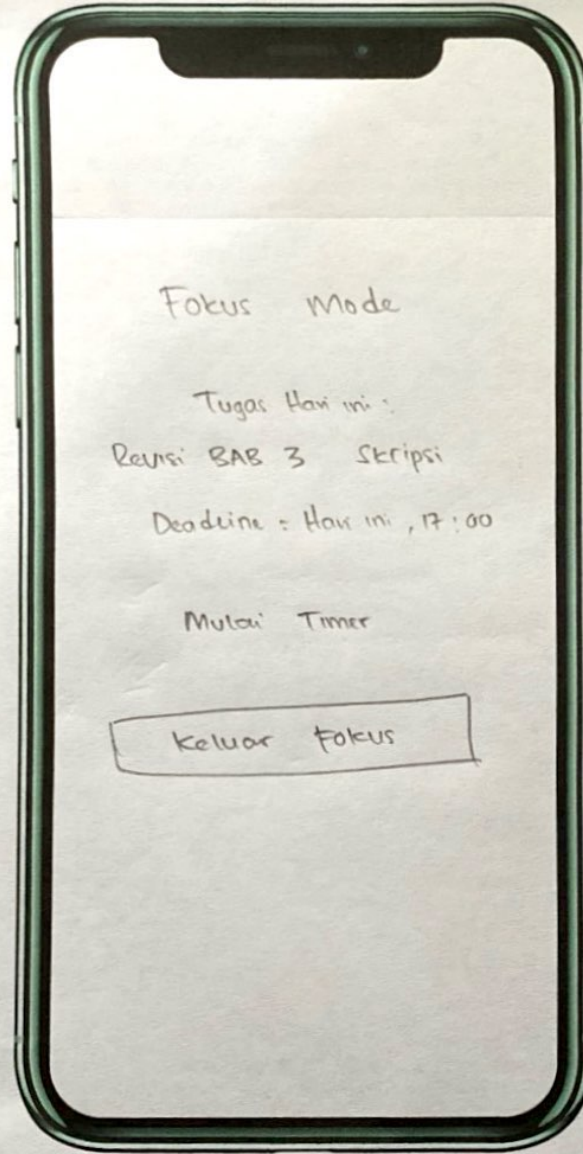 Fokus Mode
Tugas Hari ini :
Revisi BAB 3 Skripsi
Deadline : Hari ini , 17:00
Mulai Timer
Keluar Fokus